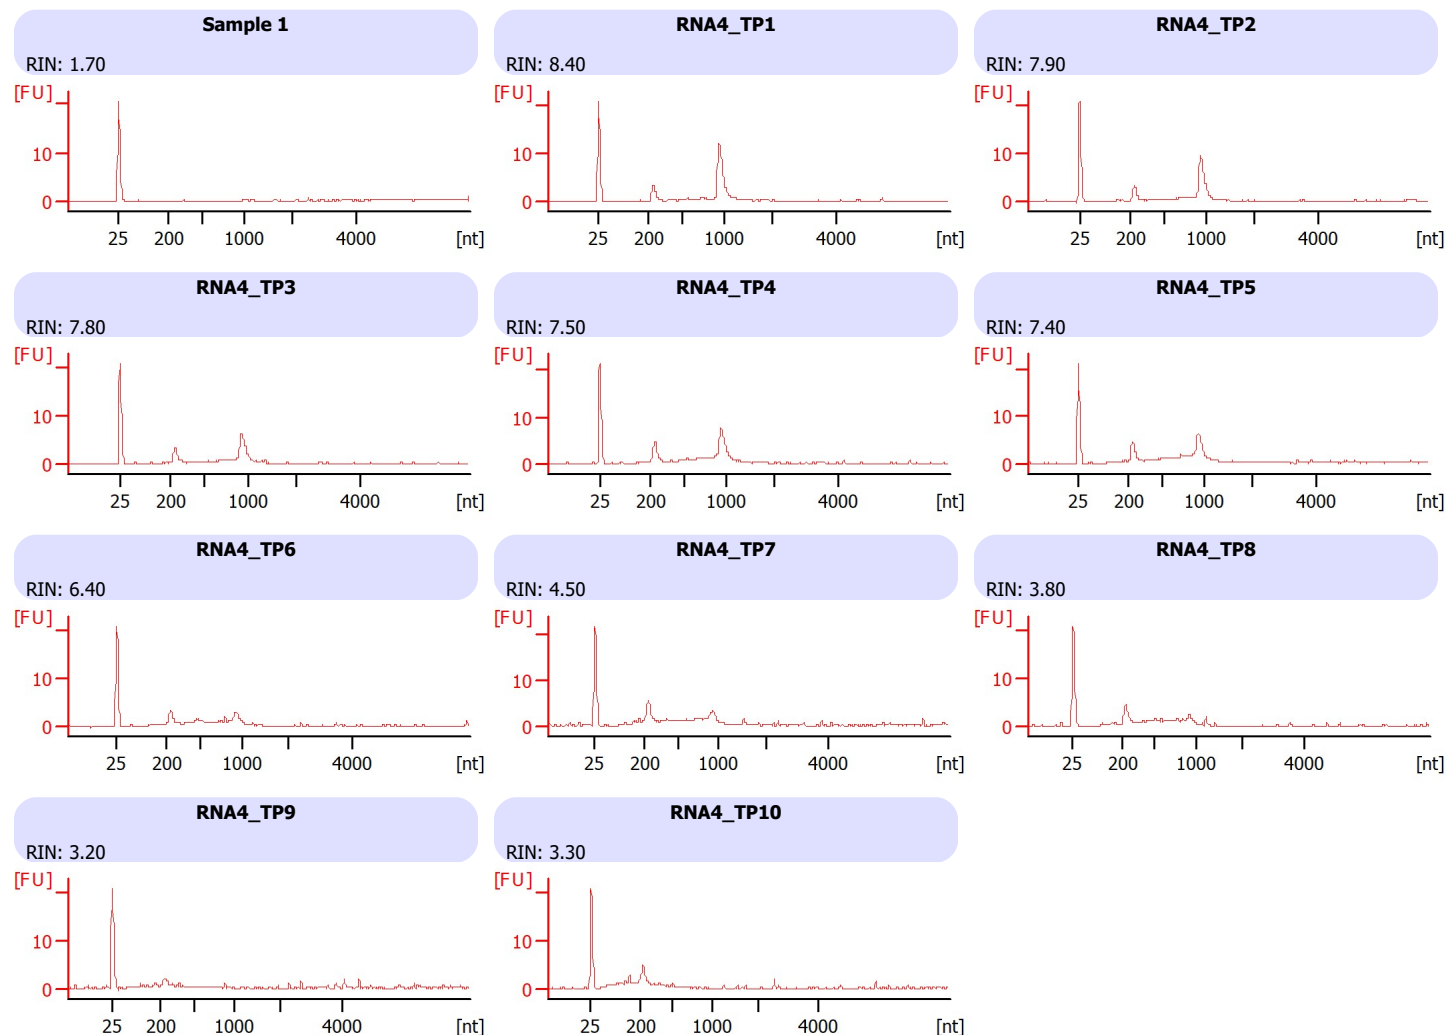 Sample 1
RIN: 1.70
[FU]
10
0
25 200 1000 4000 [nt]
RNA4_TP1
RIN: 8.40
[FU]
10
0
25 200 1000 4000 [nt]
RNA4_TP2
RIN: 7.90
[FU]
10
0
25 200 1000 4000 [nt]
RNA4_TP3
RIN: 7.80
[FU]
10
0
25 200 1000 4000 [nt]
RNA4_TP4
RIN: 7.50
[FU]
10
0
25 200 1000 4000 [nt]
RNA4_TP5
RIN: 7.40
[FU]
10
0
25 200 1000 4000 [nt]
RNA4_TP6
RIN: 6.40
[FU]
10
0
25 200 1000 4000 [nt]
RNA4_TP7
RIN: 4.50
[FU]
10
0
25 200 1000 4000 [nt]
RNA4_TP8
RIN: 3.80
[FU]
10
0
25 200 1000 4000 [nt]
RNA4_TP9
RIN: 3.20
[FU]
10
0
25 200 1000 4000 [nt]
RNA4_TP10
RIN: 3.30
[FU]
10
0
25 200 1000 4000 [nt]